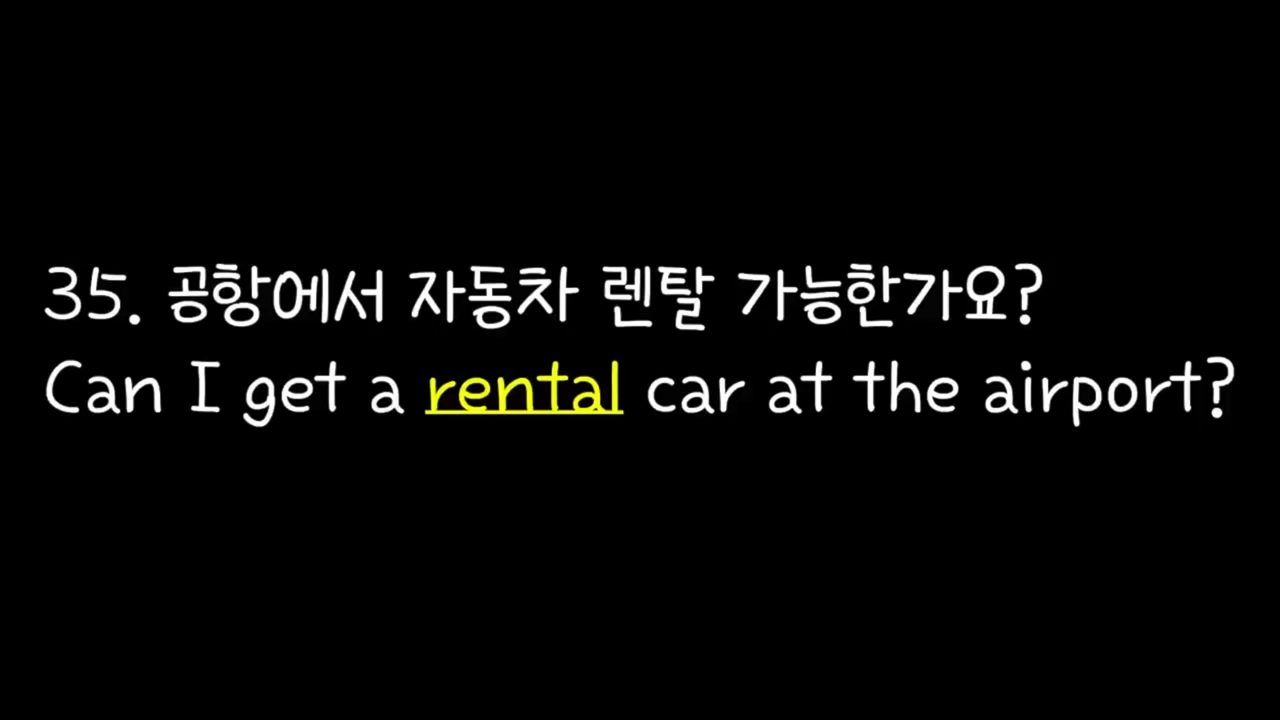 35. 공항에서 자동차 렌탈 가능한가요?
Can I get a rental car at the airport?